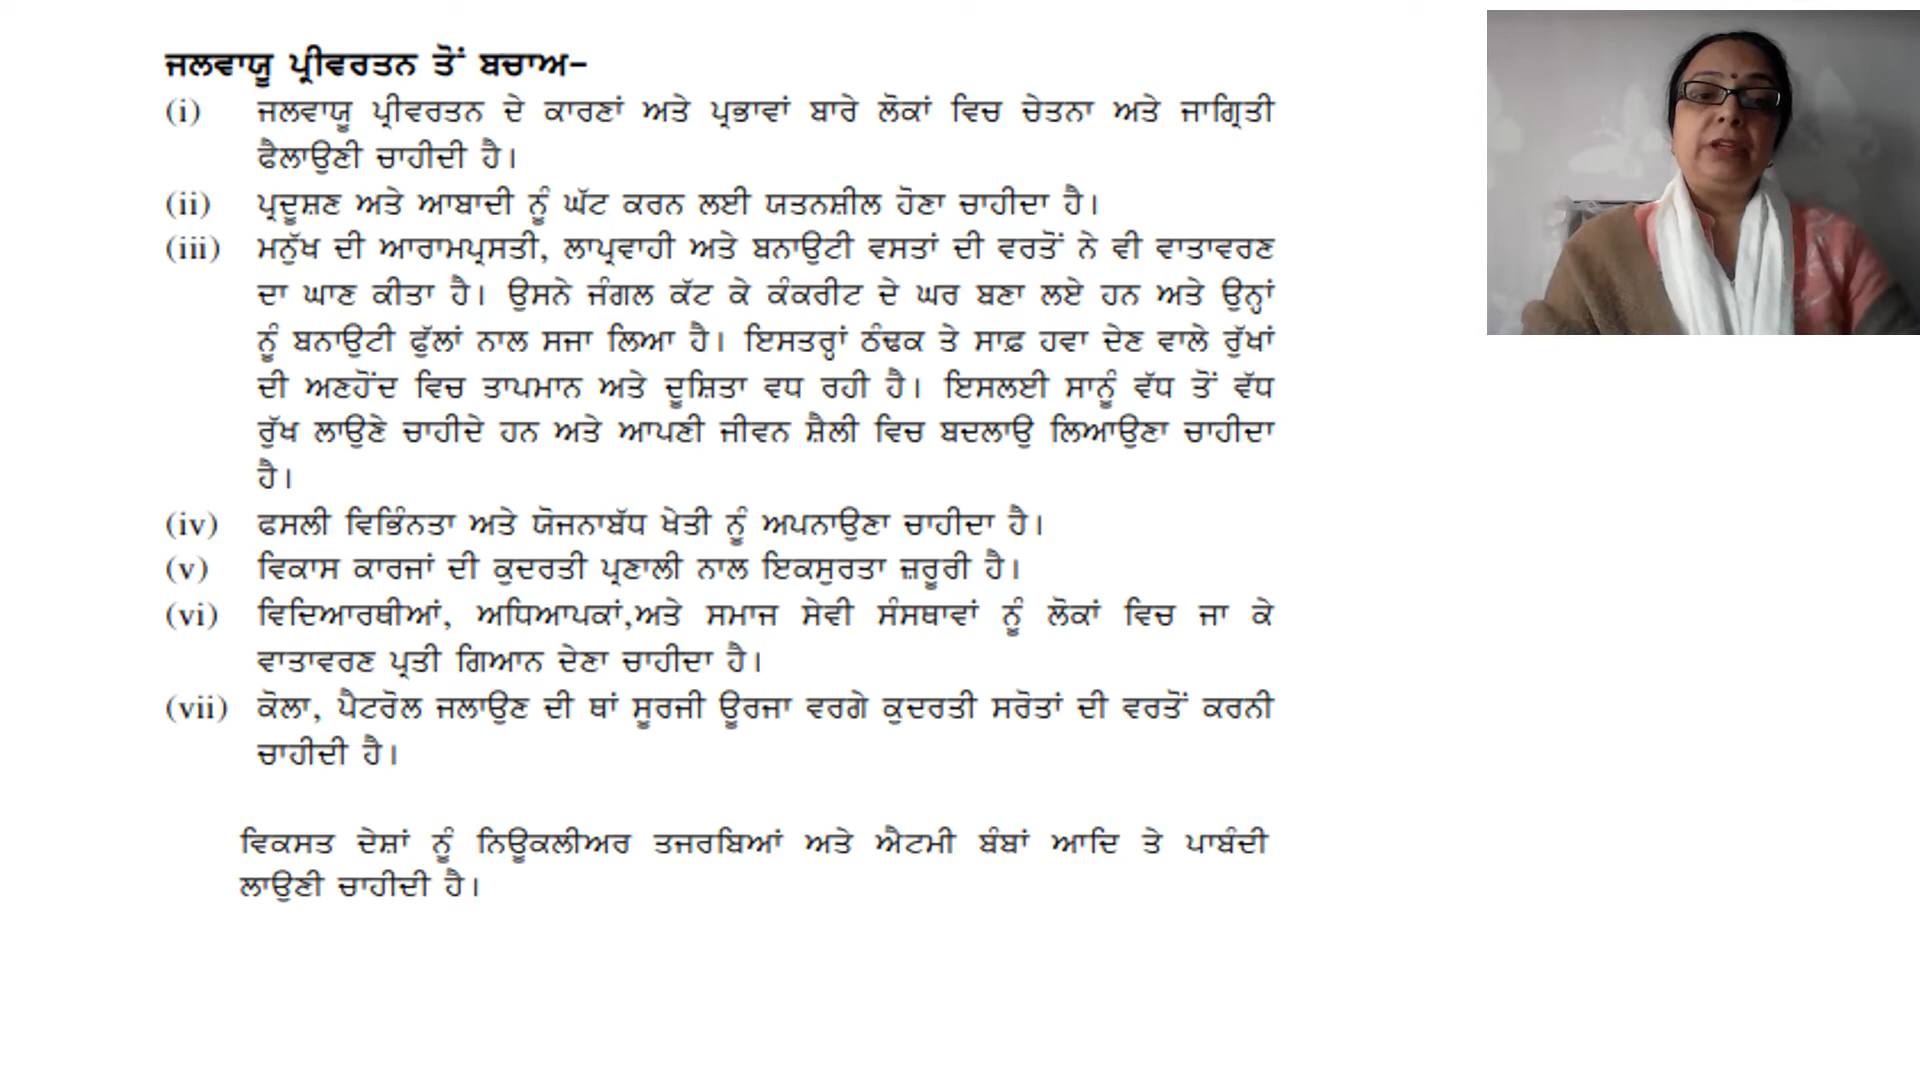 ਜਲਵਾਯੂ ਪ੍ਰੀਵਰਤਨ ਤੋਂ ਬਚਾਅ–
(i) ਜਲਵਾਯੂ ਪ੍ਰੀਵਰਤਨ ਦੇ ਕਾਰਣਾਂ ਅਤੇ ਪ੍ਰਭਾਵਾਂ ਬਾਰੇ ਲੋਕਾਂ ਵਿਚ ਚੇਤਨਾ ਅਤੇ ਜਾਗ੍ਰਿਤੀ
ਫੈਲਾਉਣੀ ਚਾਹੀਦੀ ਹੈ।
(ii) ਪ੍ਰਦੂਸ਼ਣ ਅਤੇ ਆਬਾਦੀ ਨੂੰ ਘੱਟ ਕਰਨ ਲਈ ਯਤਨਸ਼ੀਲ ਹੋਣਾ ਚਾਹੀਦਾ ਹੈ।
(iii) ਮਨੁੱਖ ਦੀ ਆਰਾਮਪ੍ਰਸਤੀ, ਲਾਪ੍ਰਵਾਹੀ ਅਤੇ ਬਨਾਉਟੀ ਵਸਤਾਂ ਦੀ ਵਰਤੋਂ ਨੇ ਵੀ ਵਾਤਾਵਰਣ
ਦਾ ਘਾਣ ਕੀਤਾ ਹੈ। ਉਸਨੇ ਜੰਗਲ ਕੱਟ ਕੇ ਕੰਕਰੀਟ ਦੇ ਘਰ ਬਣਾ ਲਏ ਹਨ ਅਤੇ ਉਨ੍ਹਾਂ
ਨੂੰ ਬਨਾਉਟੀ ਫੁੱਲਾਂ ਨਾਲ ਸਜਾ ਲਿਆ ਹੈ। ਇਸਤਰ੍ਹਾਂ ਠੰਢਕ ਤੇ ਸਾਫ਼ ਹਵਾ ਦੇਣ ਵਾਲੇ ਰੁੱਖਾਂ
ਦੀ ਅਣਹੋਂਦ ਵਿਚ ਤਾਪਮਾਨ ਅਤੇ ਦੂਸ਼ਿਤਾ ਵਧ ਰਹੀ ਹੈ। ਇਸਲਈ ਸਾਨੂੰ ਵੱਧ ਤੋਂ ਵੱਧ
ਰੁੱਖ ਲਾਉਣੇ ਚਾਹੀਦੇ ਹਨ ਅਤੇ ਆਪਣੀ ਜੀਵਨ ਸ਼ੈਲੀ ਵਿਚ ਬਦਲਾਉ ਲਿਆਉਣਾ ਚਾਹੀਦਾ
ਹੈ।
(iv) ਫਸਲੀ ਵਿਭਿੰਨਤਾ ਅਤੇ ਯੋਜਨਾਬੱਧ ਖੇਤੀ ਨੂੰ ਅਪਨਾਉਣਾ ਚਾਹੀਦਾ ਹੈ।
(v) ਵਿਕਾਸ ਕਾਰਜਾਂ ਦੀ ਕੁਦਰਤੀ ਪ੍ਰਣਾਲੀ ਨਾਲ ਇਕਸੁਰਤਾ ਜ਼ਰੂਰੀ ਹੈ।
(vi) ਵਿਦਿਆਰਥੀਆਂ, ਅਧਿਆਪਕਾਂ,ਅਤੇ ਸਮਾਜ ਸੇਵੀ ਸੰਸਥਾਵਾਂ ਨੂੰ ਲੋਕਾਂ ਵਿਚ ਜਾ ਕੇ
ਵਾਤਾਵਰਣ ਪ੍ਰਤੀ ਗਿਆਨ ਦੇਣਾ ਚਾਹੀਦਾ ਹੈ।
(vii) ਕੋਲਾ, ਪੈਟਰੋਲ ਜਲਾਉਣ ਦੀ ਥਾਂ ਸੂਰਜੀ ਊਰਜਾ ਵਰਗੇ ਕੁਦਰਤੀ ਸਰੋਤਾਂ ਦੀ ਵਰਤੋਂ ਕਰਨੀ
ਚਾਹੀਦੀ ਹੈ।
ਵਿਕਸਤ ਦੇਸ਼ਾਂ ਨੂੰ ਨਿਊਕਲੀਅਰ ਤਜਰਬਿਆਂ ਅਤੇ ਐਟਮੀ ਬੰਬਾਂ ਆਦਿ ਤੇ ਪਾਬੰਦੀ
ਲਾਉਣੀ ਚਾਹੀਦੀ ਹੈ।